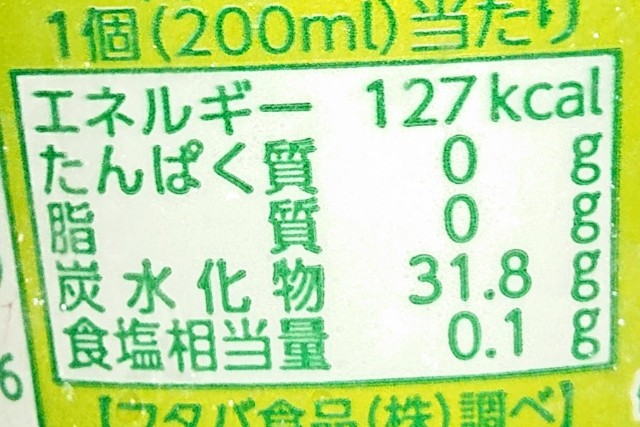 1個(200ml)当たり
エネルギー 127kcal
たんぱく質 0 g
脂質 0 g
炭水化物 31.8 g
食塩相当量 0.1 g
【フタバ食品(株)調べ】
6